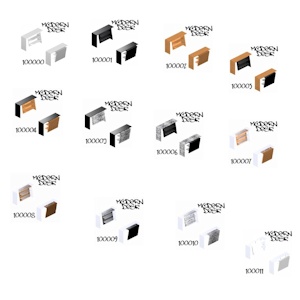 MODERN DESK
100000
MODERN DESK
100001
MODERN DESK
100002
MODERN DESK
100003
MODERN DESK
100004
MODERN DESK
100005
MODERN DESK
100006
MODERN DESK
100007
MODERN DESK
100008
MODERN DESK
100009
MODERN DESK
100010
MODERN DESK
100011